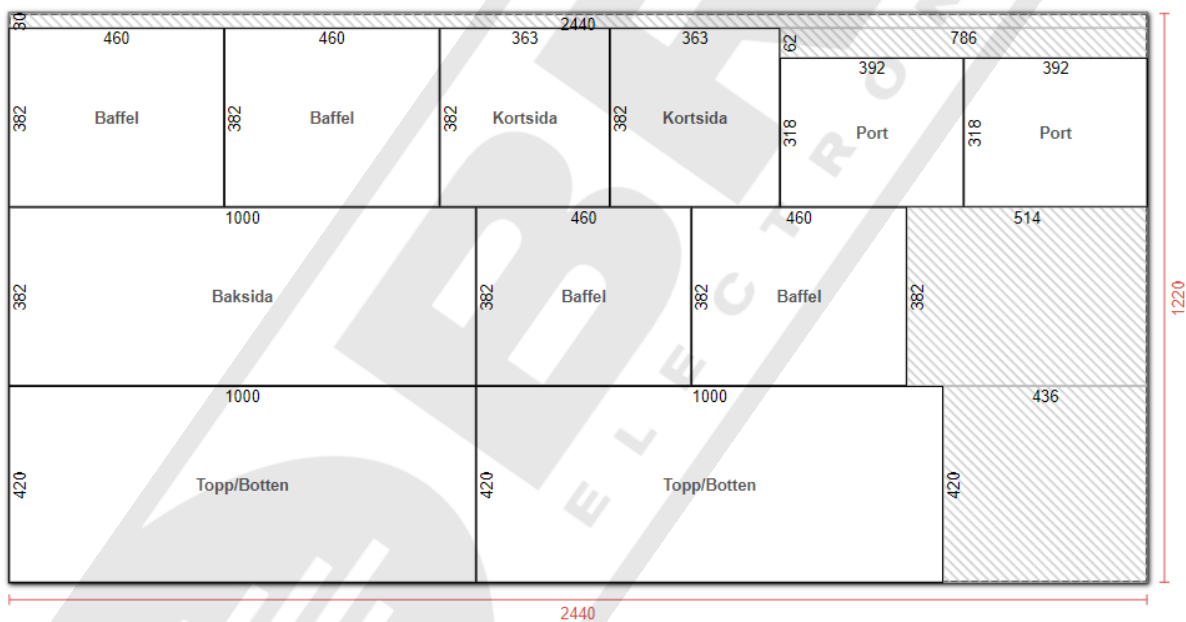 30
2440
460 460 363 363 62 786
392 392
382 Baffel 382 Baffel 382 Kortsida 382 Kortsida 318 Port 318 Port
1000 460 460 514
382 Baksida 382 Baffel 382 Baffel 382
1220
1000 1000 436
420 Topp/Botten 420 Topp/Botten 420
2440
ELECTRON